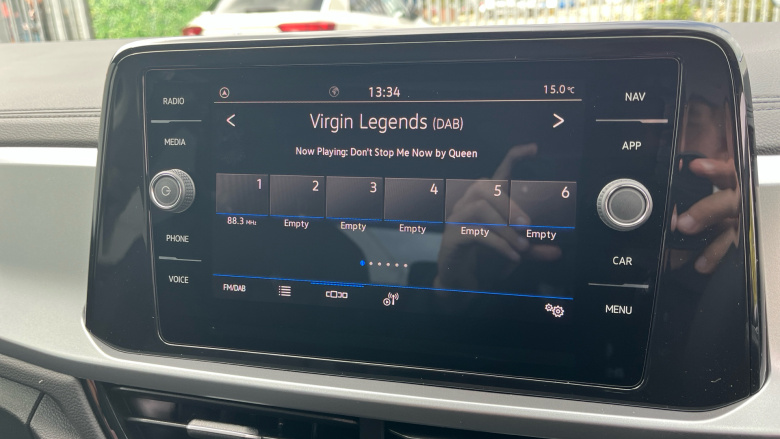 RADIO
MEDIA
PHONE
VOICE
13:34
15.0°C
< Virgin Legends (DAB) >
Now Playing: Don't Stop Me Now by Queen
1 2 3 4 5 6
88.3 MHz Empty Empty Empty Empty Empty
FM/DAB
NAV
APP
CAR
MENU